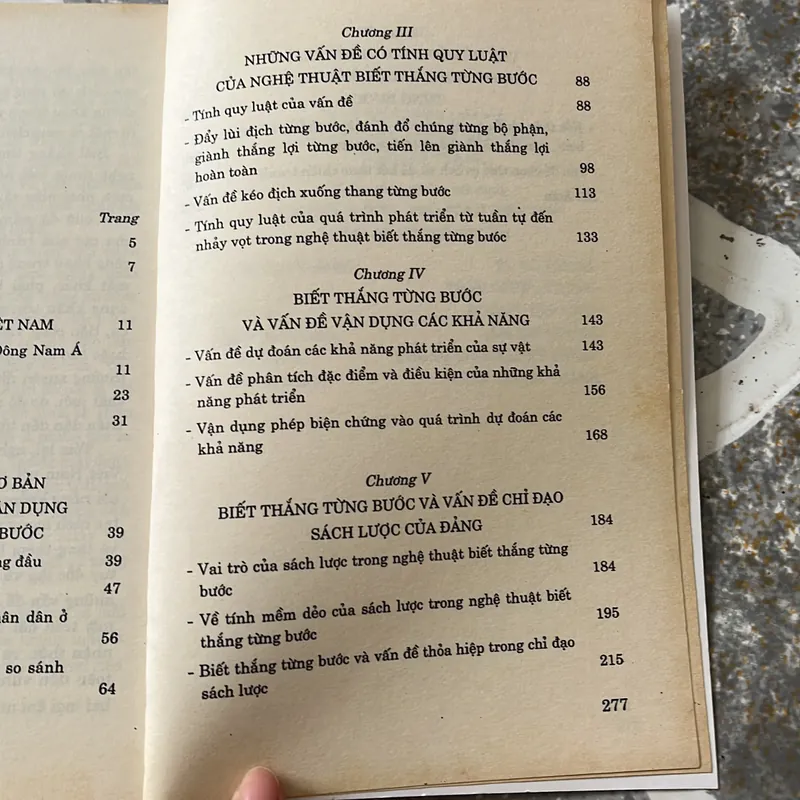 Trang
5
7
ỆT NAM 11
Đông Nam Á
11
23
31
Ơ BẢN
ẬN DỤNG
BƯỚC 39
ng đầu 39
47
hân dân ở
56
so sánh
64
Chương III
NHỮNG VẤN ĐỀ CÓ TÍNH QUY LUẬT
CỦA NGHỆ THUẬT BIẾT THẮNG TỪNG BƯỚC 88
- Tính quy luật của vấn đề 88
- Đẩy lùi địch từng bước, đánh đổ chúng từng bộ phận,
giành thắng lợi từng bước, tiến lên giành thắng lợi
hoàn toàn 98
- Vấn đề kéo địch xuống thang từng bước 113
- Tính quy luật của quá trình phát triển từ tuần tự đến
nhảy vọt trong nghệ thuật biết thắng từng bưóc 133
Chương IV
BIẾT THẮNG TỪNG BƯỚC
VÀ VẤN ĐỀ VẬN DỤNG CÁC KHẢ NĂNG 143
- Vấn đề dự đoán các khả năng phát triển của sự vật 143
- Vấn đề phân tích đặc điểm và điều kiện của những khả
năng phát triển 156
- Vận dụng phép biện chứng vào quá trình dự đoán các
khả năng 168
Chương V
BIẾT THẮNG TỪNG BƯỚC VÀ VẤN ĐỀ CHỈ ĐẠO
SÁCH LƯỢC CỦA ĐẢNG 184
- Vai trò của sách lược trong nghệ thuật biết thắng từng
bước 184
- Về tính mềm dẻo của sách lược trong nghệ thuật biết
thắng từng bước 195
- Biết thắng từng bước và vấn đề thỏa hiệp trong chỉ đạo
sách lược 215
277